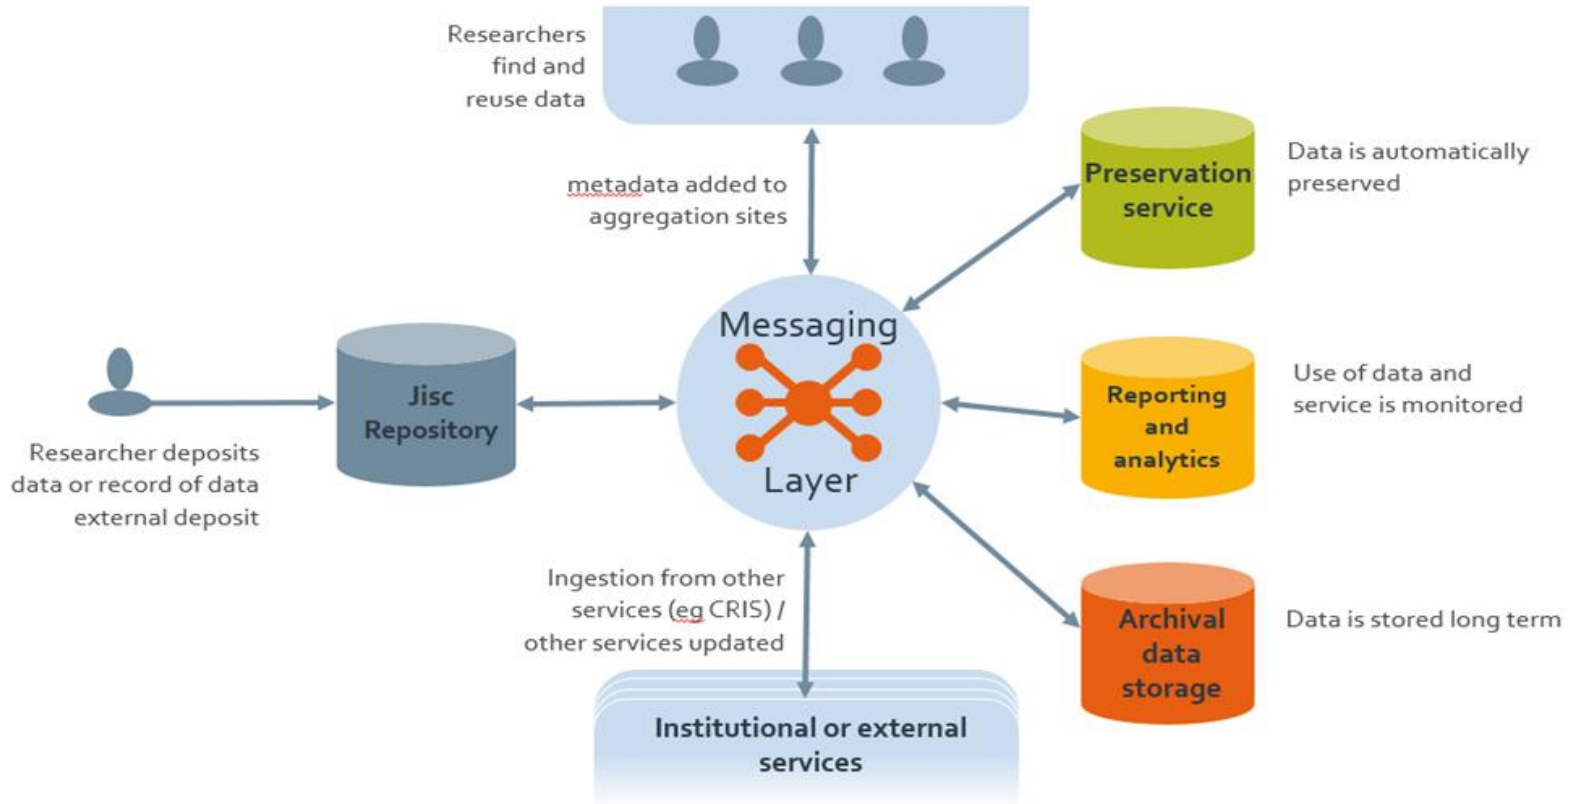 Researchers
find and
reuse data
metadata added to
aggregation sites
Preservation
service
Data is automatically
preserved
Messaging
Layer
Jisc
Repository
Researcher deposits
data or record of data
external deposit
Reporting
and
analytics
Use of data and
service is monitored
Ingestion from other
services (eg CRIS) /
other services updated
Archival
data
storage
Data is stored long term
Institutional or external
services